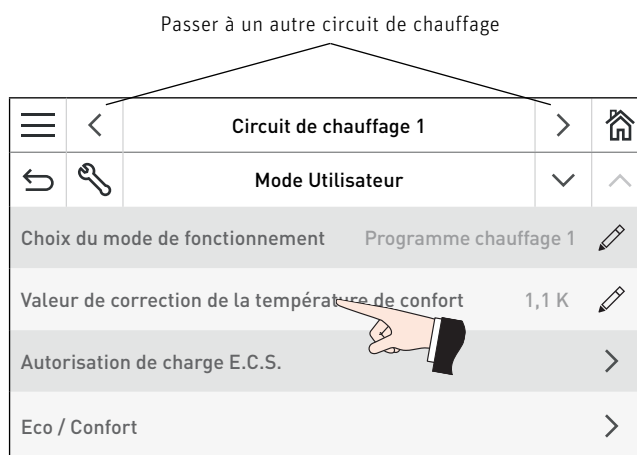 Passer à un autre circuit de chauffage
Circuit de chauffage 1
Mode Utilisateur
Choix du mode de fonctionnement Programme chauffage 1
Valeur de correction de la température de confort 1,1 K
Autorisation de charge E.C.S.
Eco / Confort